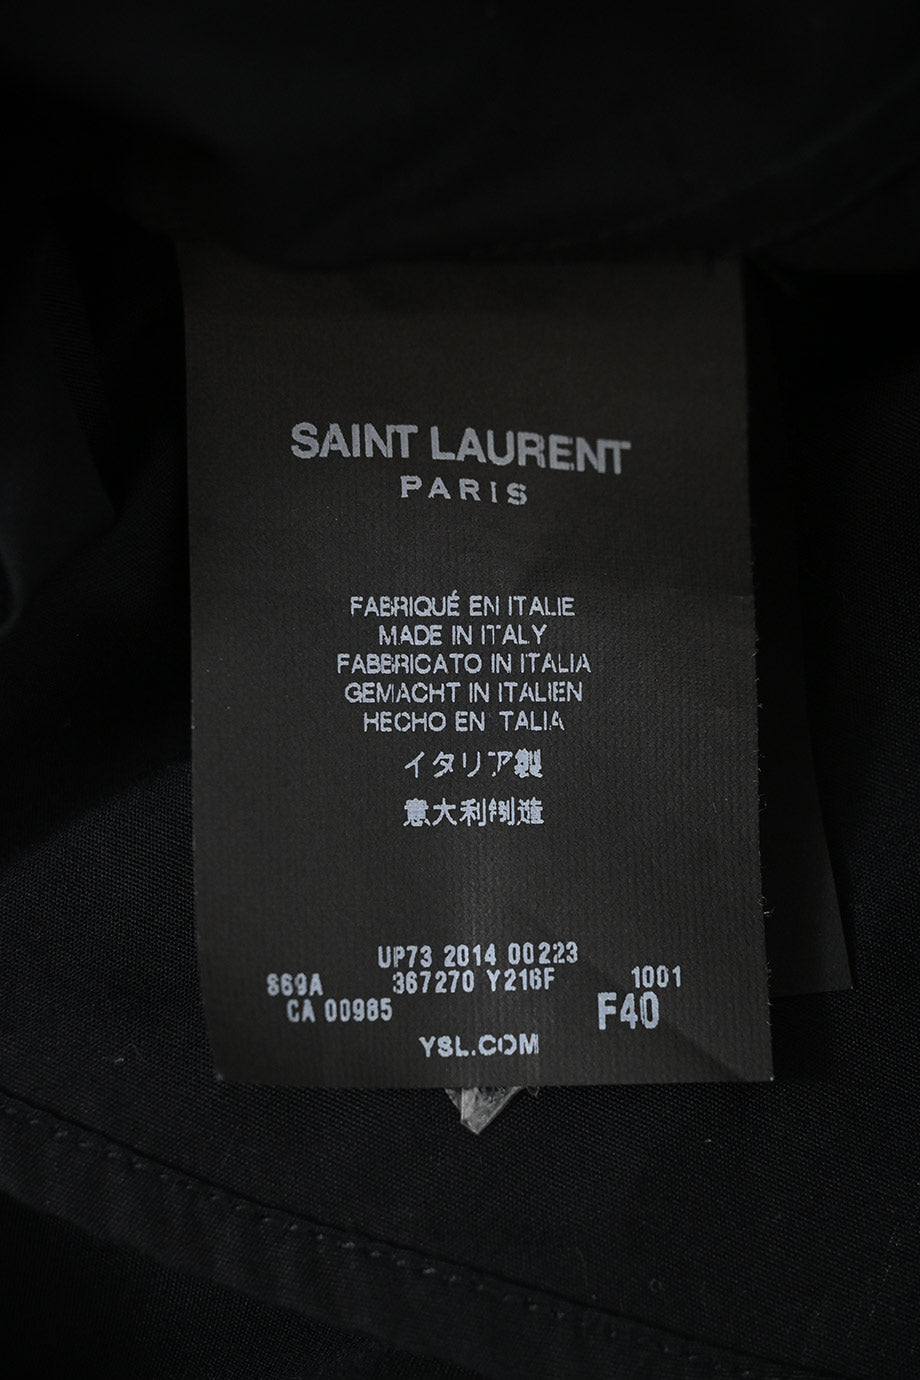 SAINT LAURENT
PARIS
FABRIQUÉ EN ITALIE
MADE IN ITALY
FABBRICATO IN ITALIA
GEMACHT IN ITALIEN
HECHO EN TALIA
イタリア製
意大利制造
UP73 2014 00223
S69A 367270 Y216F 1001
CA 00985 F40
YSL.COM